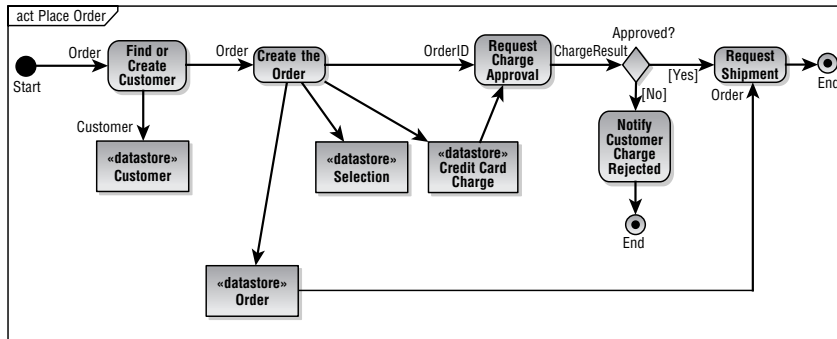 act Place Order
Start
Order
Find or
Create
Customer
Order
Create the
Order
OrderID
Request
Charge
Approval
ChargeResult
Approved?
[Yes]
[No]
Request
Shipment
Order
End
Customer
«datastore»
Customer
«datastore»
Selection
«datastore»
Credit Card
Charge
Notify
Customer
Charge
Rejected
End
«datastore»
Order